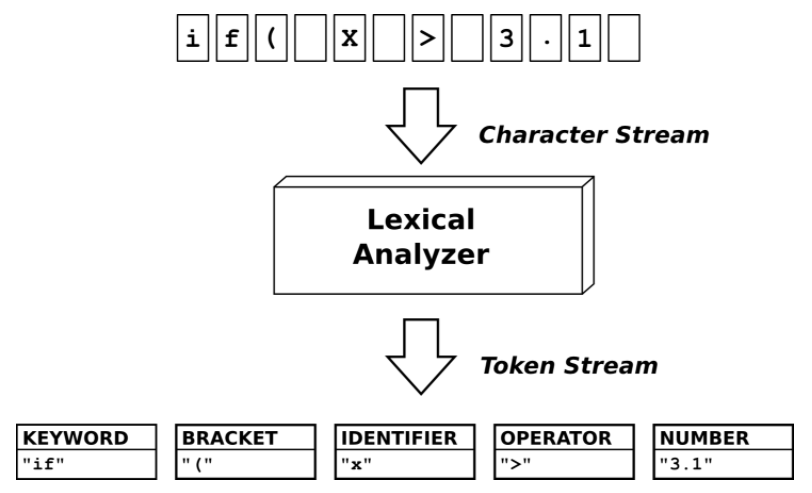 i f (   X   >   3 . 1
Character Stream
Lexical
Analyzer
Token Stream
KEYWORD BRACKET IDENTIFIER OPERATOR NUMBER
"if" "(" "x" ">" "3.1"